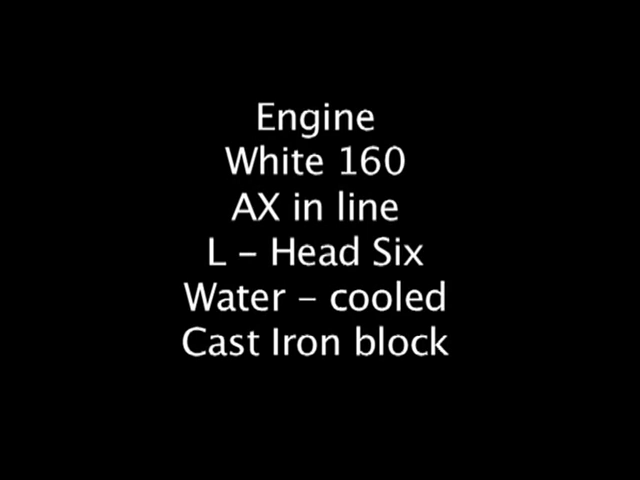 Engine
White 160
AX in line
L – Head Six
Water – cooled
Cast Iron block